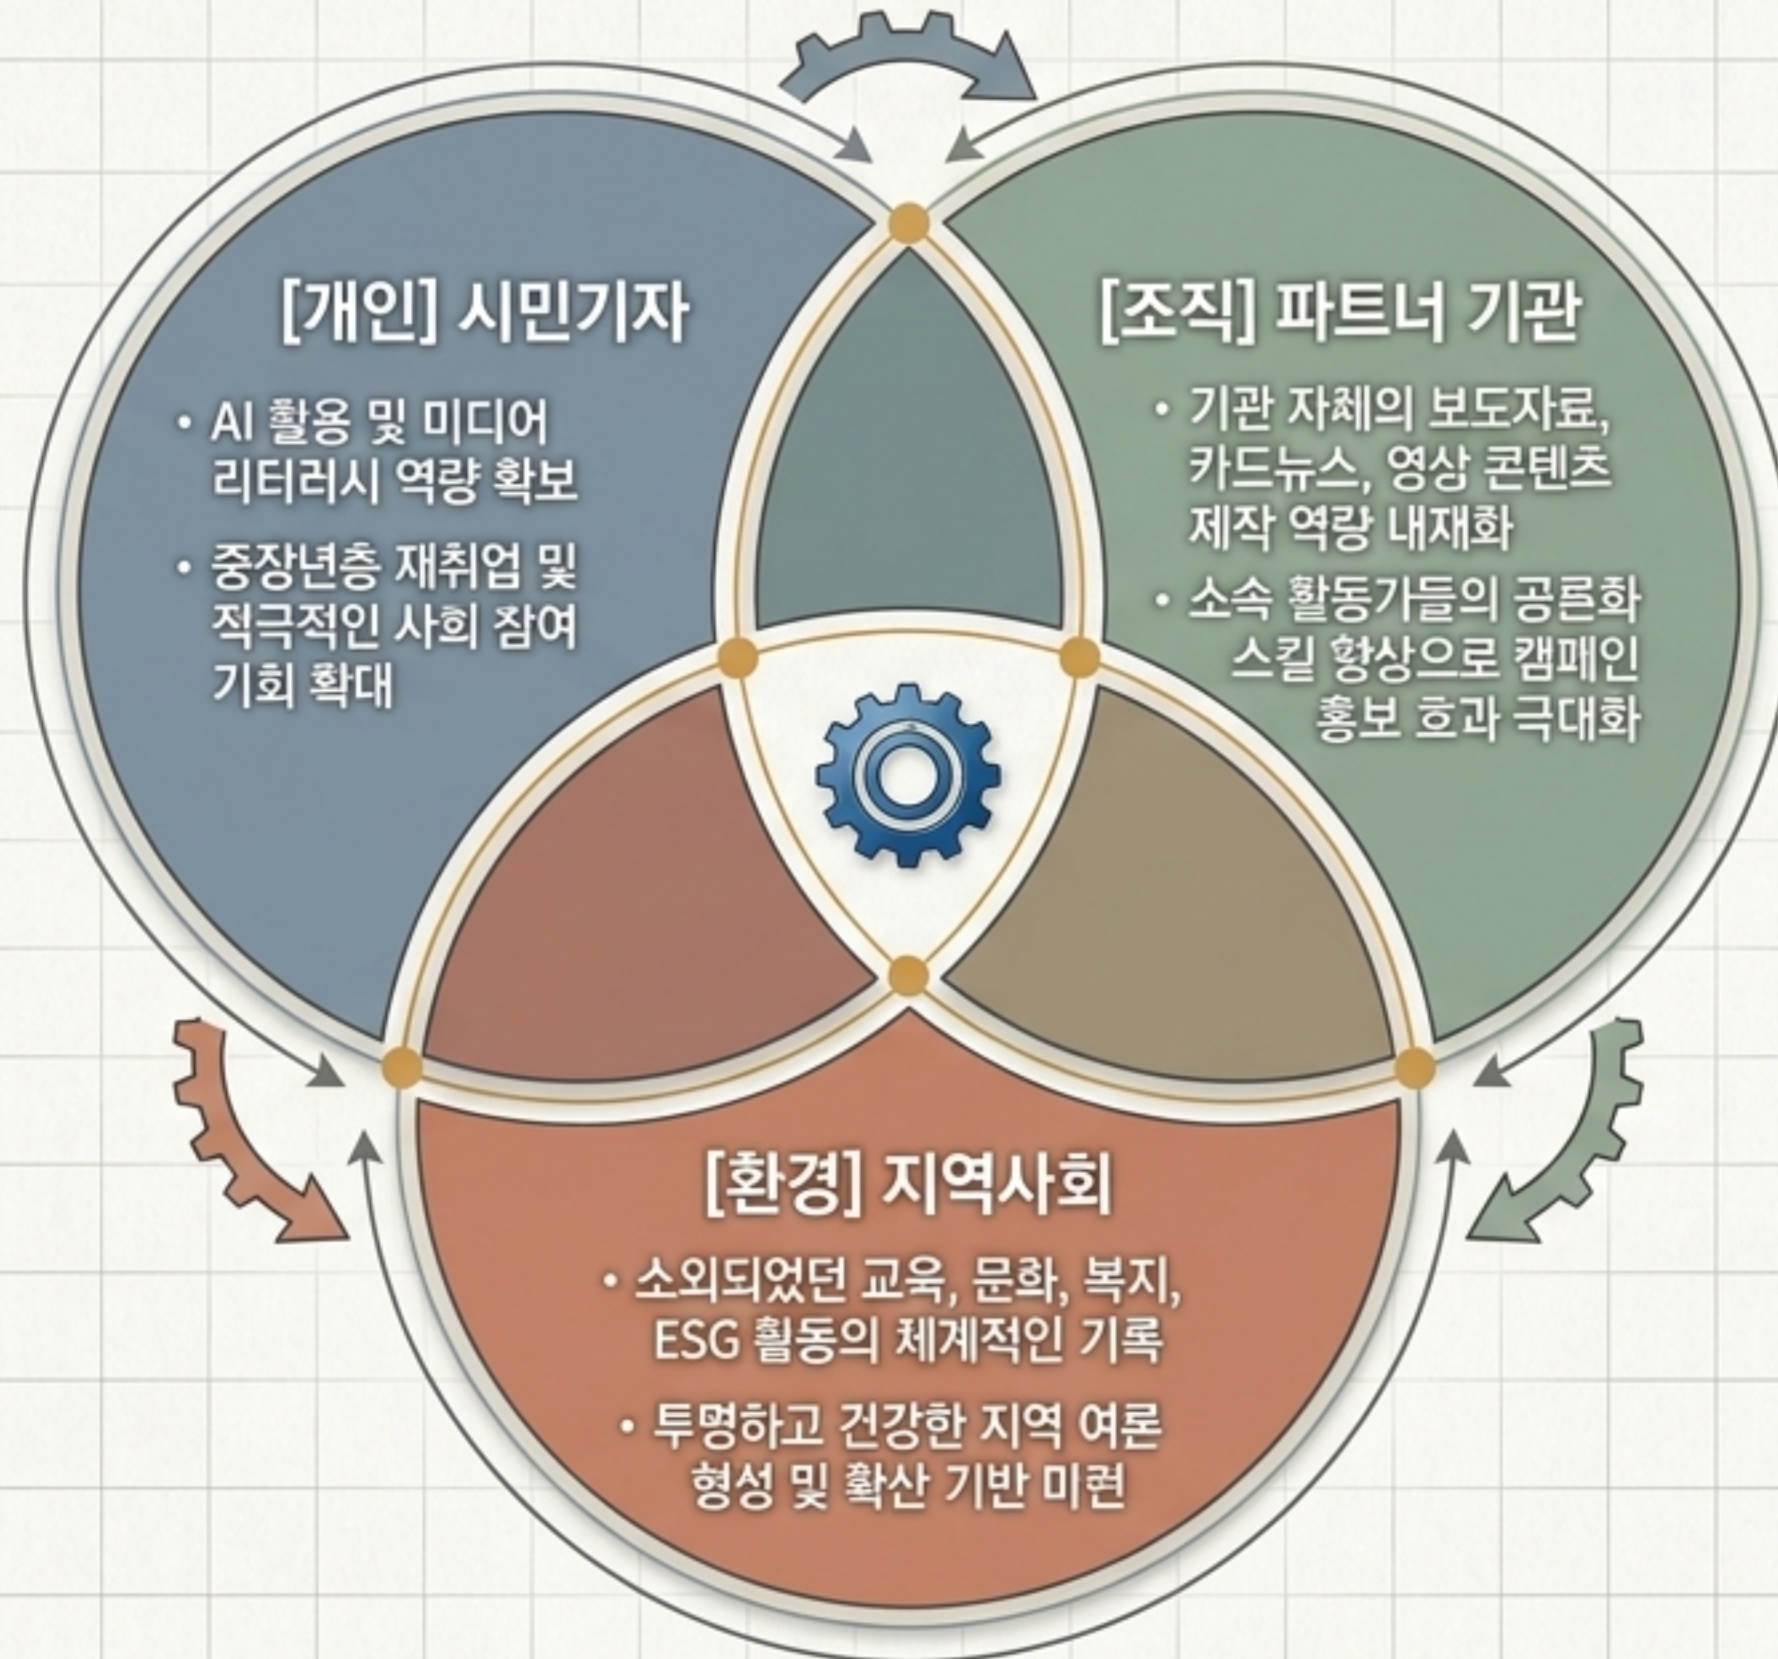 [개인] 시민기자
• AI 활용 및 미디어
리터러시 역량 확보
• 중장년층 재취업 및
적극적인 사회 참여
기회 확대
[조직] 파트너 기관
• 기관 자체의 보도자료,
카드뉴스, 영상 콘텐츠
제작 역량 내재화
• 소속 활동가들의 공론화
스킬 향상으로 캠페인
홍보 효과 극대화
[환경] 지역사회
• 소외되었던 교육, 문화, 복지,
ESG 활동의 체계적인 기록
• 투명하고 건강한 지역 여론
형성 및 확산 기반